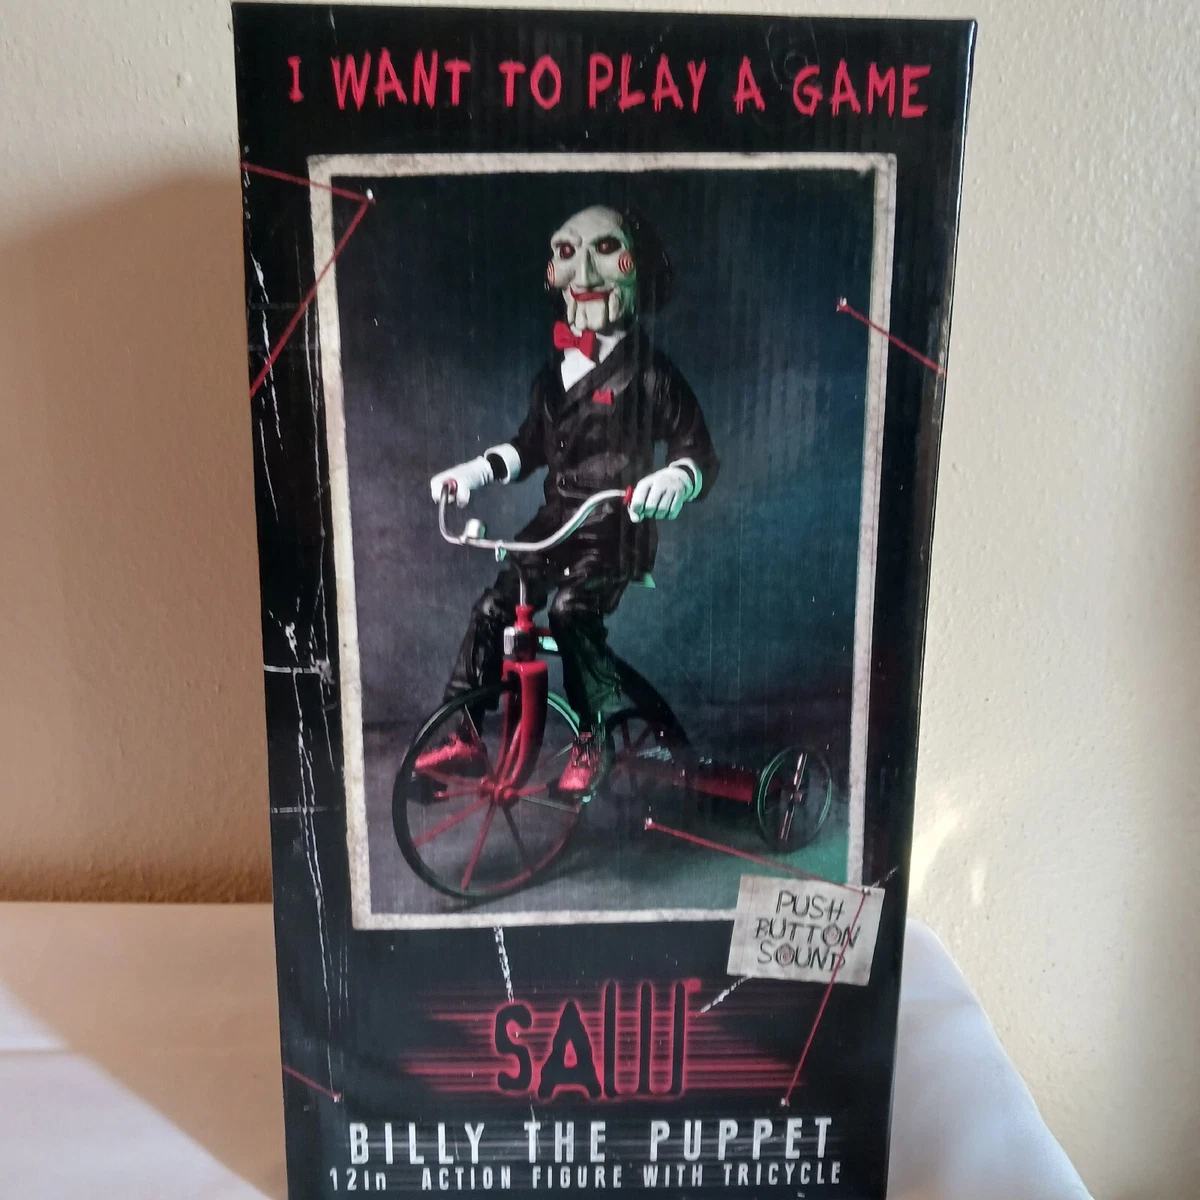 I WANT TO PLAY A GAME
PUSH
BUTTON
SOUND
SAW
BILLY THE PUPPET
12in ACTION FIGURE WITH TRICYCLE